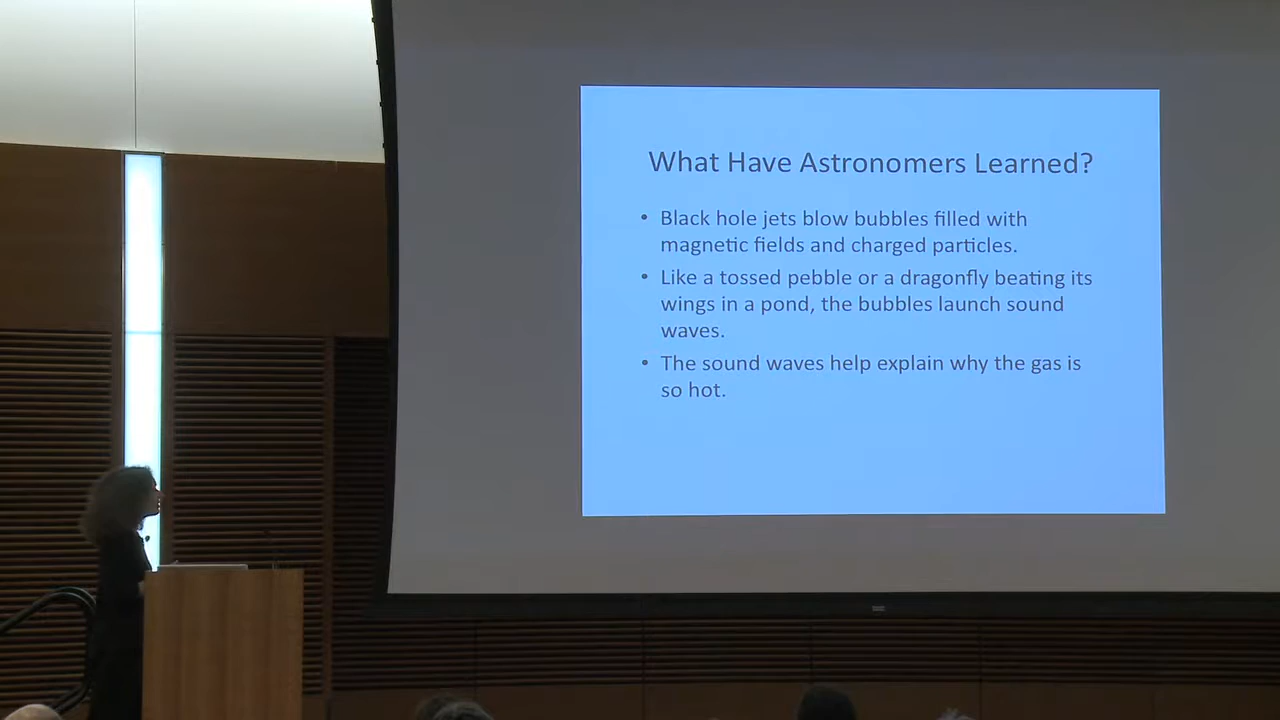 What Have Astronomers Learned?
• Black hole jets blow bubbles filled with
magnetic fields and charged particles.
• Like a tossed pebble or a dragonfly beating its
wings in a pond, the bubbles launch sound
waves.
• The sound waves help explain why the gas is
so hot.